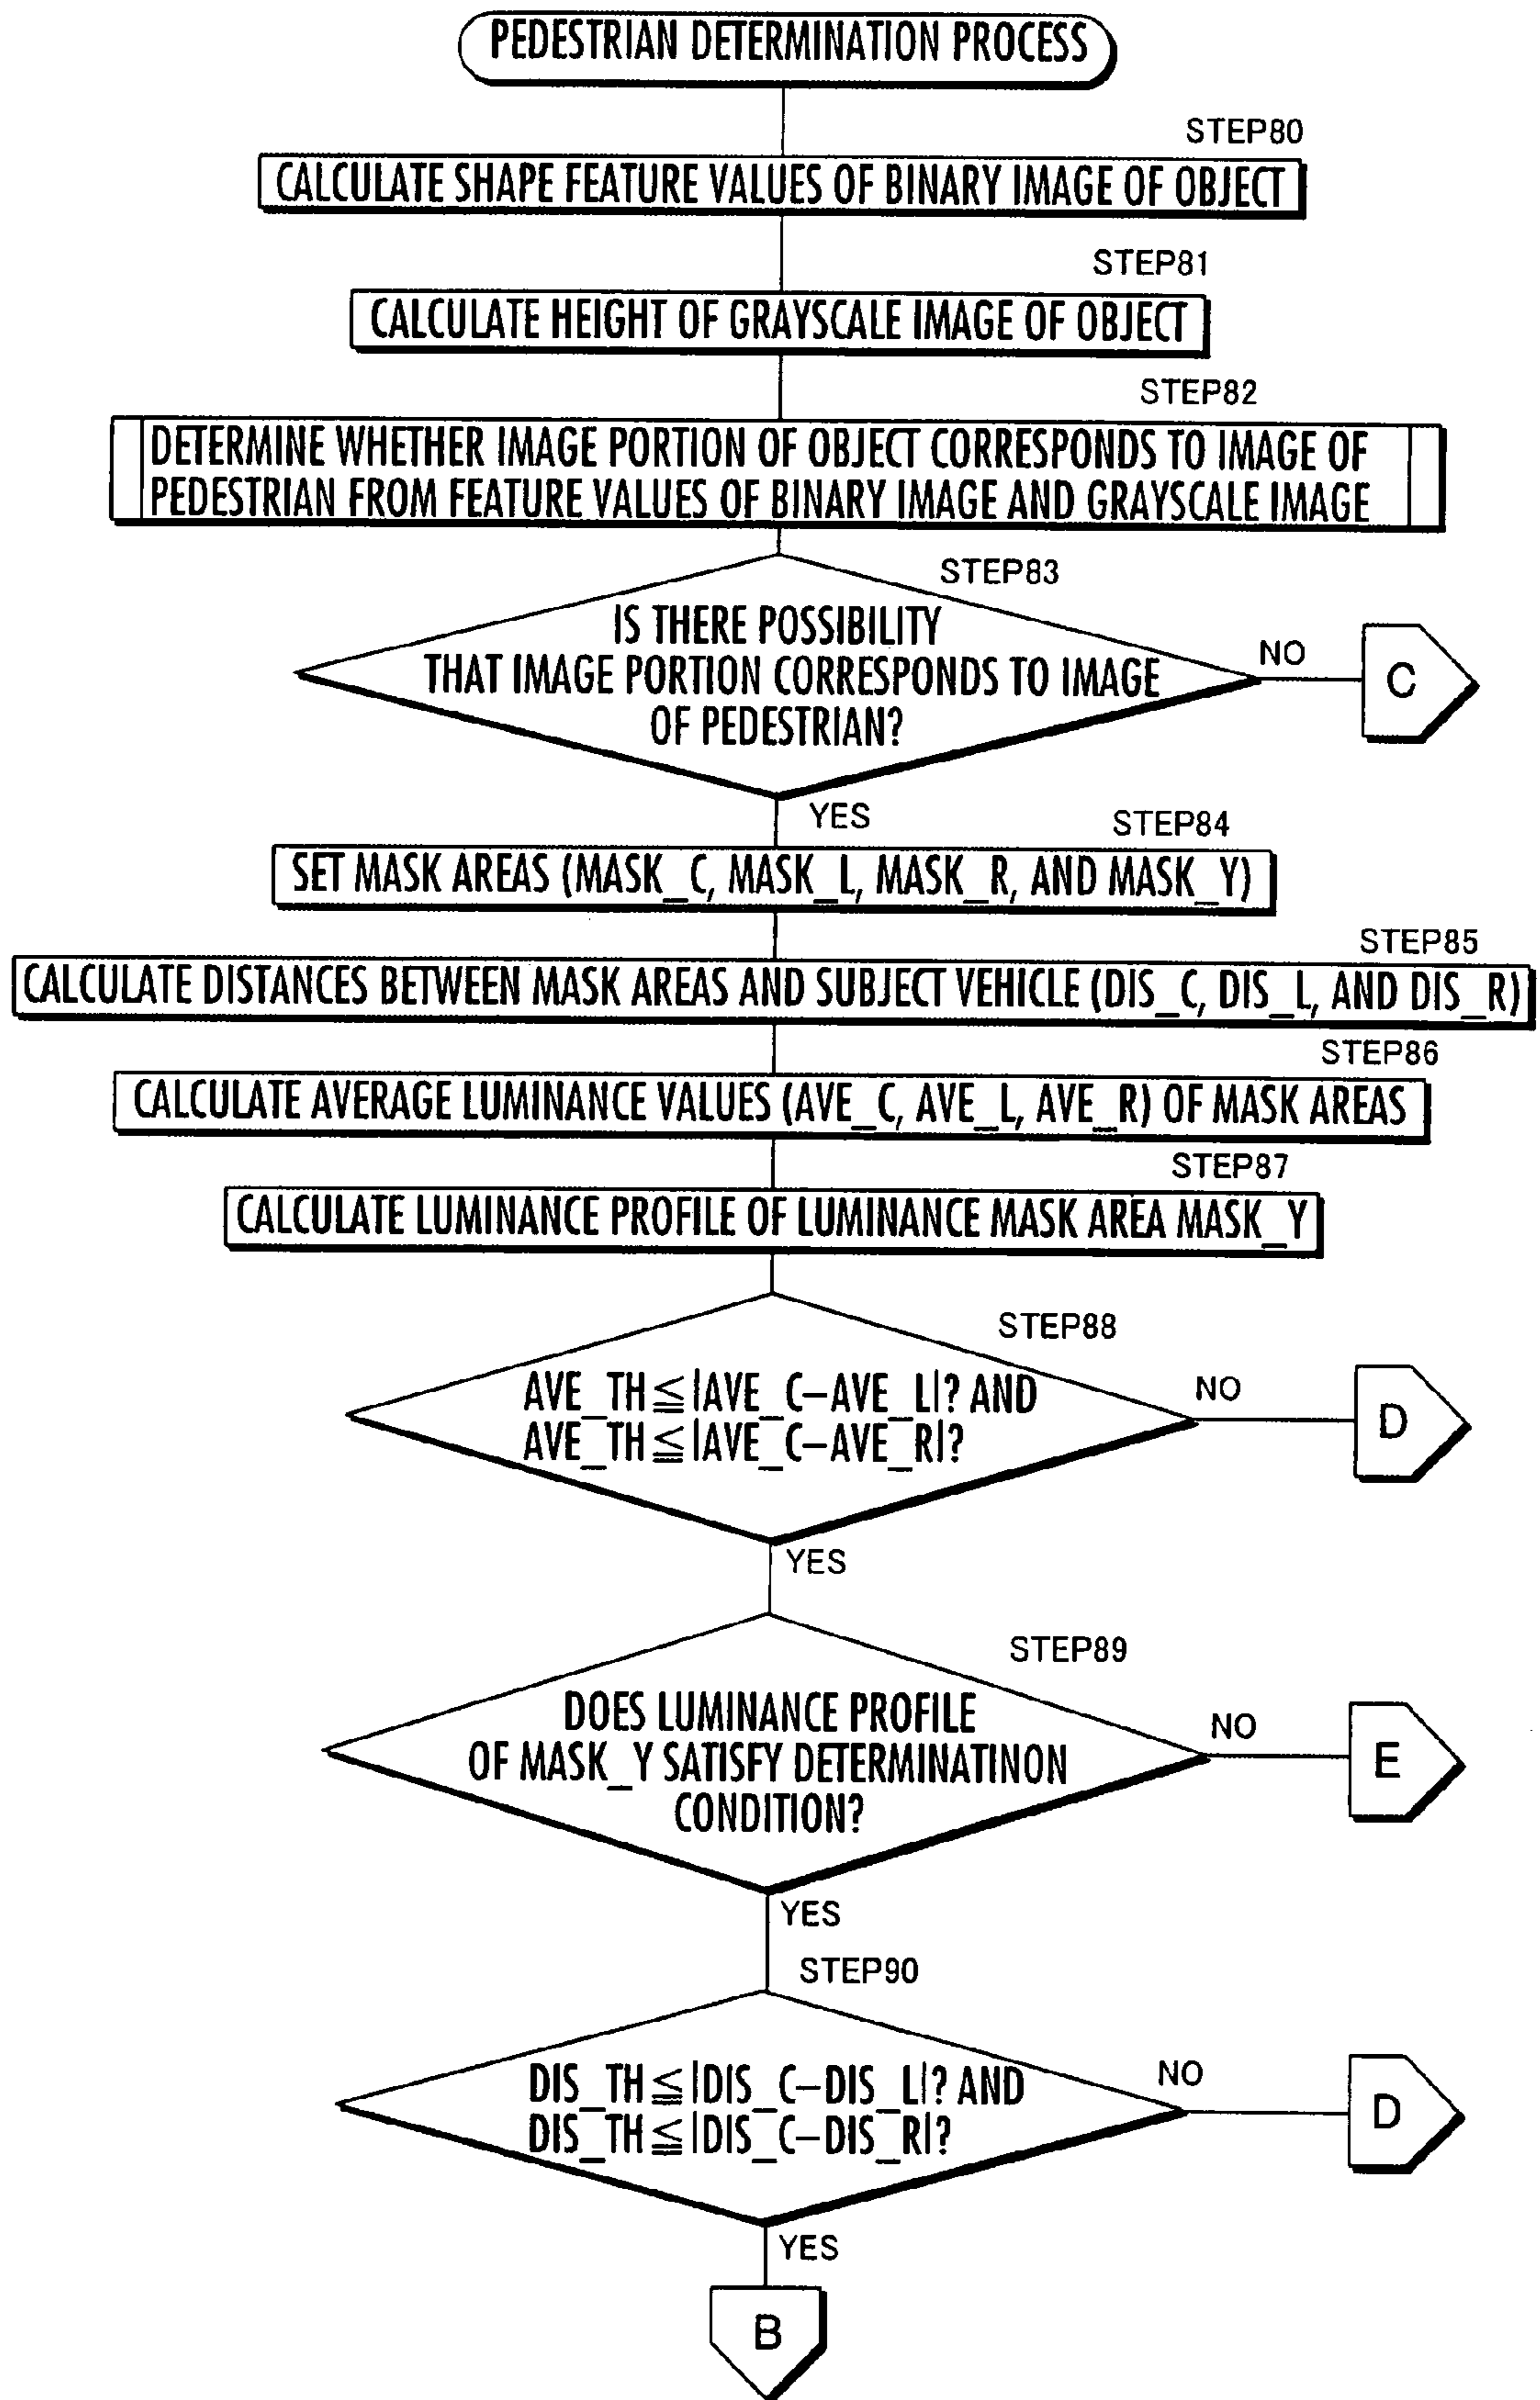 PEDESTRIAN DETERMINATION PROCESS
STEP80
CALCULATE SHAPE FEATURE VALUES OF BINARY IMAGE OF OBJECT
STEP81
CALCULATE HEIGHT OF GRAYSCALE IMAGE OF OBJECT
STEP82
DETERMINE WHETHER IMAGE PORTION OF OBJECT CORRESPONDS TO IMAGE OF
PEDESTRIAN FROM FEATURE VALUES OF BINARY IMAGE AND GRAYSCALE IMAGE
STEP83
IS THERE POSSIBILITY
THAT IMAGE PORTION CORRESPONDS TO IMAGE
OF PEDESTRIAN?
NO
C
YES
STEP84
SET MASK AREAS (MASK_C, MASK_L, MASK_R, AND MASK_Y)
STEP85
CALCULATE DISTANCES BETWEEN MASK AREAS AND SUBJECT VEHICLE (DIS_C, DIS_L, AND DIS_R)
STEP86
CALCULATE AVERAGE LUMINANCE VALUES (AVE_C, AVE_L, AVE_R) OF MASK AREAS
STEP87
CALCULATE LUMINANCE PROFILE OF LUMINANCE MASK AREA MASK_Y
STEP88
AVE_TH≦|AVE_C−AVE_L|? AND
AVE_TH≦|AVE_C−AVE_R|?
NO
D
YES
STEP89
DOES LUMINANCE PROFILE
OF MASK_Y SATISFY DETERMINATINON
CONDITION?
NO
E
YES
STEP90
DIS_TH≦|DIS_C−DIS_L|? AND
DIS_TH≦|DIS_C−DIS_R|?
NO
D
YES
B